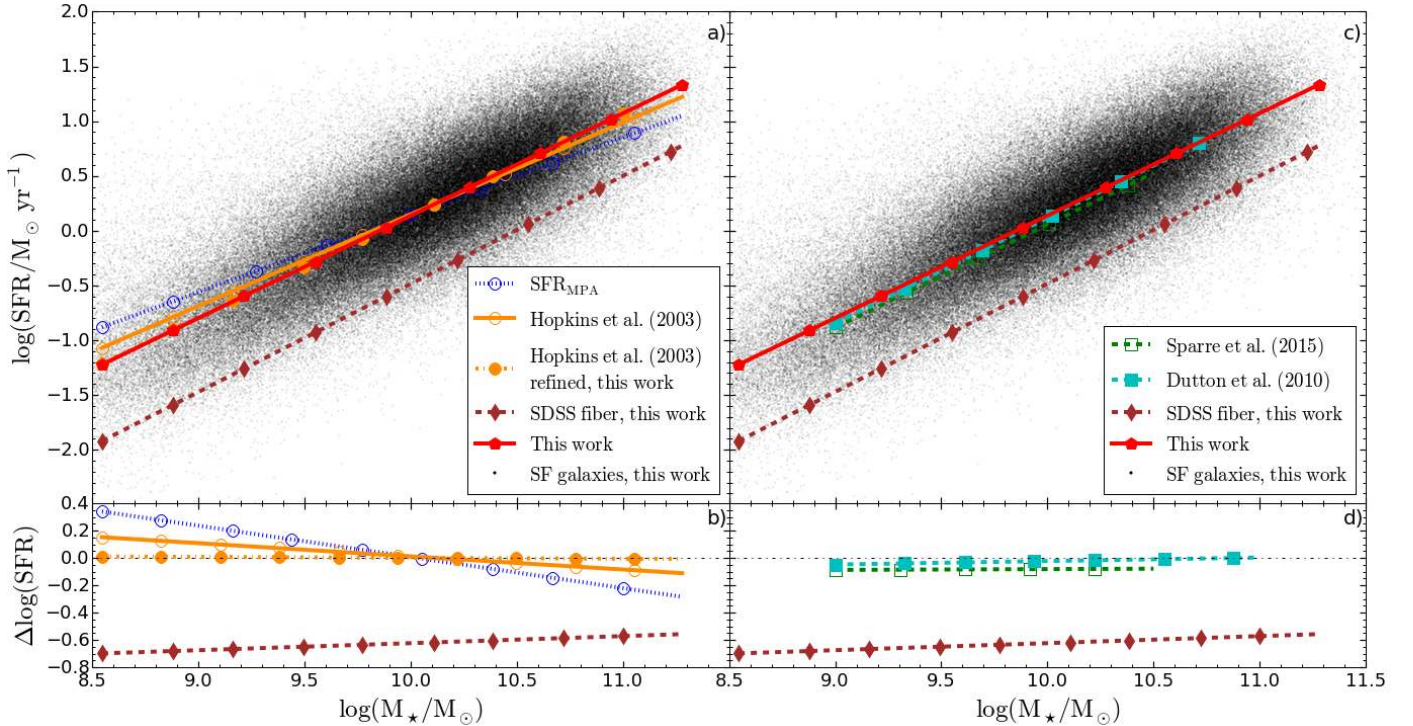 2.0
1.5
1.0
0.5
0.0
−0.5
−1.0
−1.5
−2.0
log(SFR/M⊙ yr⁻¹)
a)
SFR_MPA
Hopkins et al. (2003)
Hopkins et al. (2003)
refined, this work
SDSS fiber, this work
This work
SF galaxies, this work
c)
Sparre et al. (2015)
Dutton et al. (2010)
SDSS fiber, this work
This work
SF galaxies, this work
0.4
0.2
0.0
−0.2
−0.4
−0.6
−0.8
Δlog(SFR)
b)
d)
8.5 9.0 9.5 10.0 10.5 11.0 8.5 9.0 9.5 10.0 10.5 11.0 11.5
log(M⋆/M⊙) log(M⋆/M⊙)